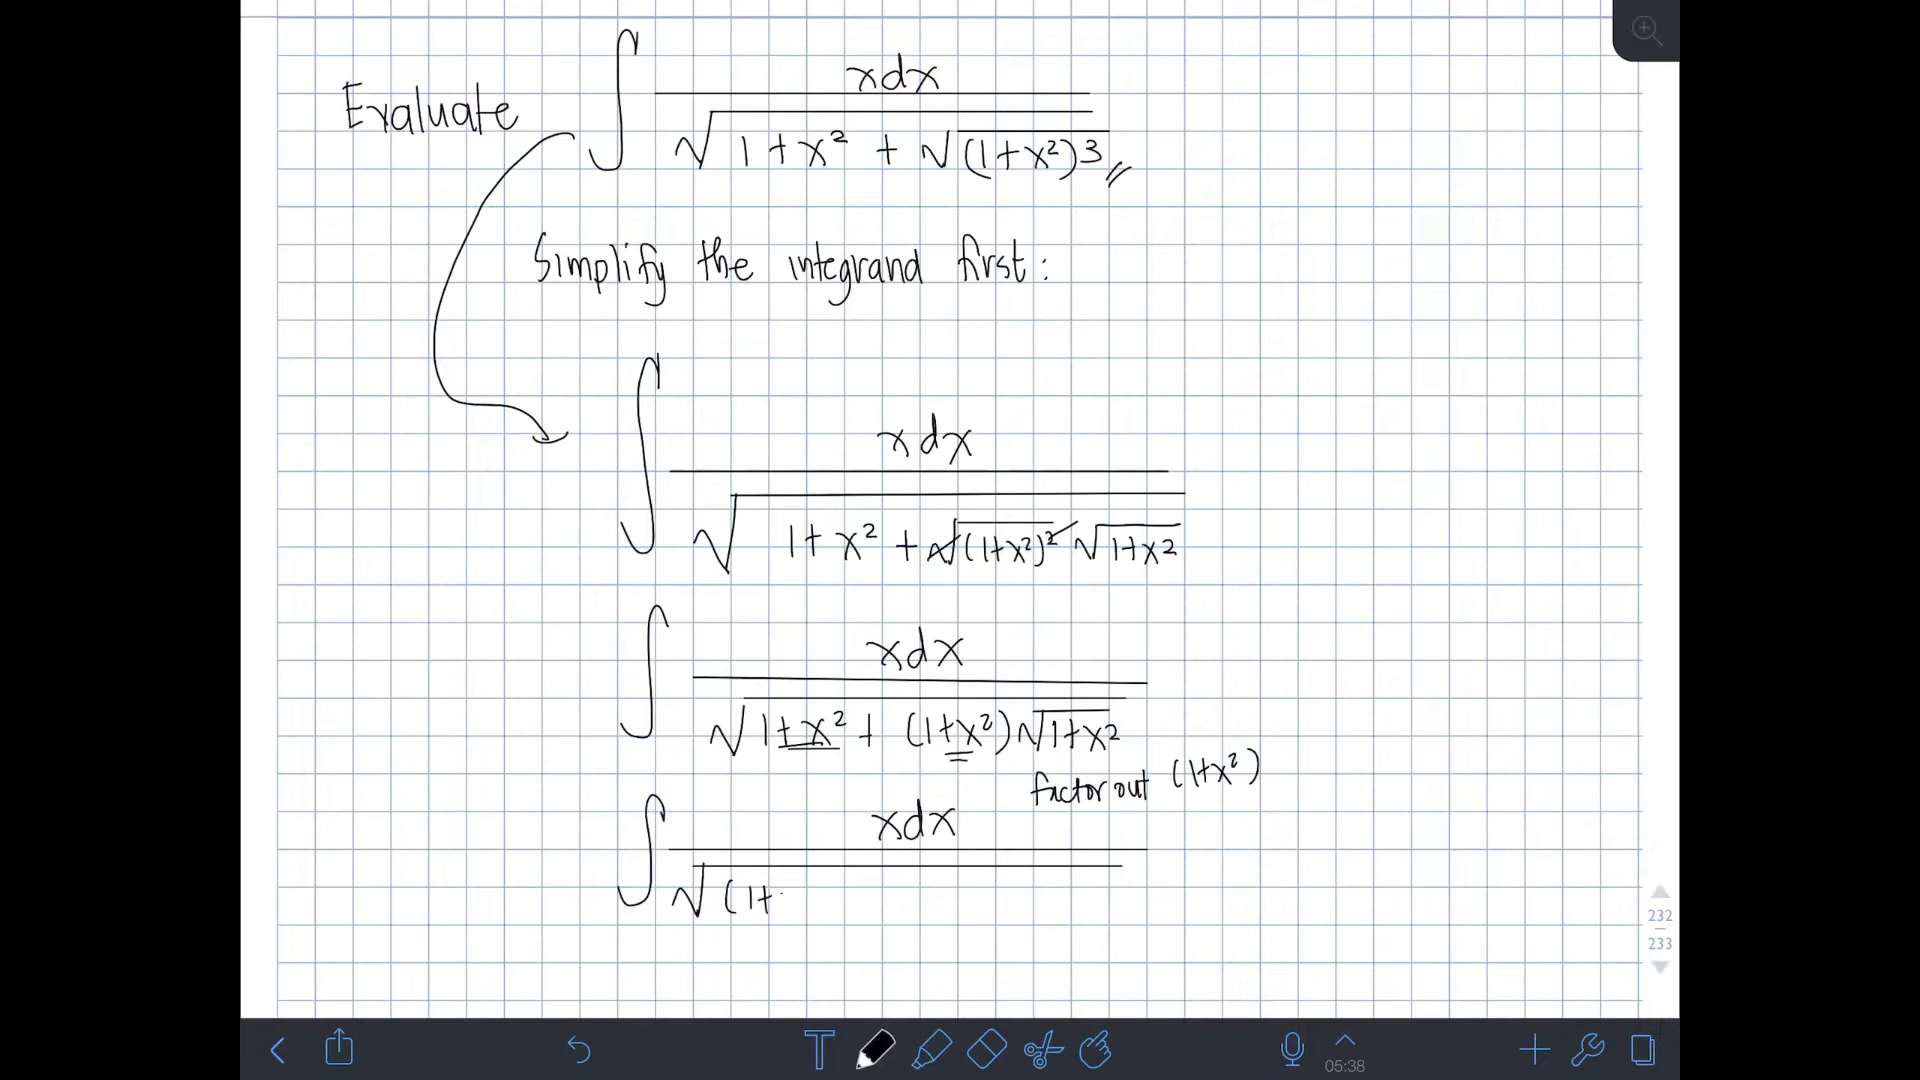 Evaluate ∫ xdx / √(1+x² + √(1+x²)3)
Simplify the integrand first:
∫ xdx / √(1+x² + √(1+x²)² √(1+x²))
∫ xdx / √(1+x² + (1+x²)√(1+x²))
factor out (1+x²)
∫ xdx / √(1+
232
233
T
05:38